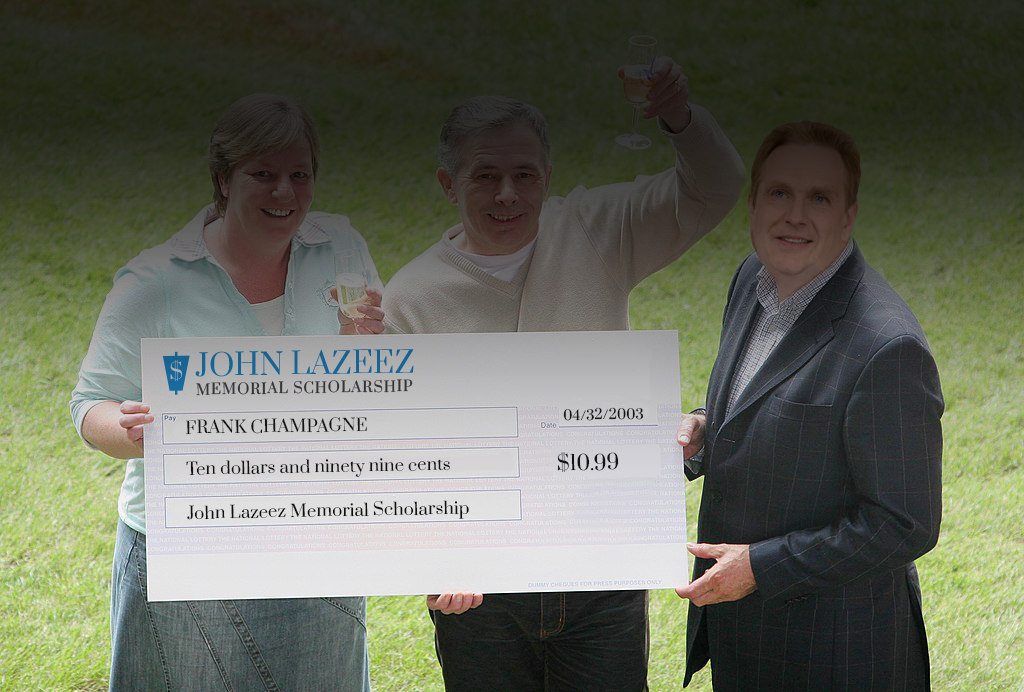 $ JOHN LAZEEZ
MEMORIAL SCHOLARSHIP
Pay
FRANK CHAMPAGNE
Date 04/32/2003
Ten dollars and ninety nine cents
$10.99
John Lazeez Memorial Scholarship
DUMMY CHEQUES FOR PRESS PURPOSES ONLY